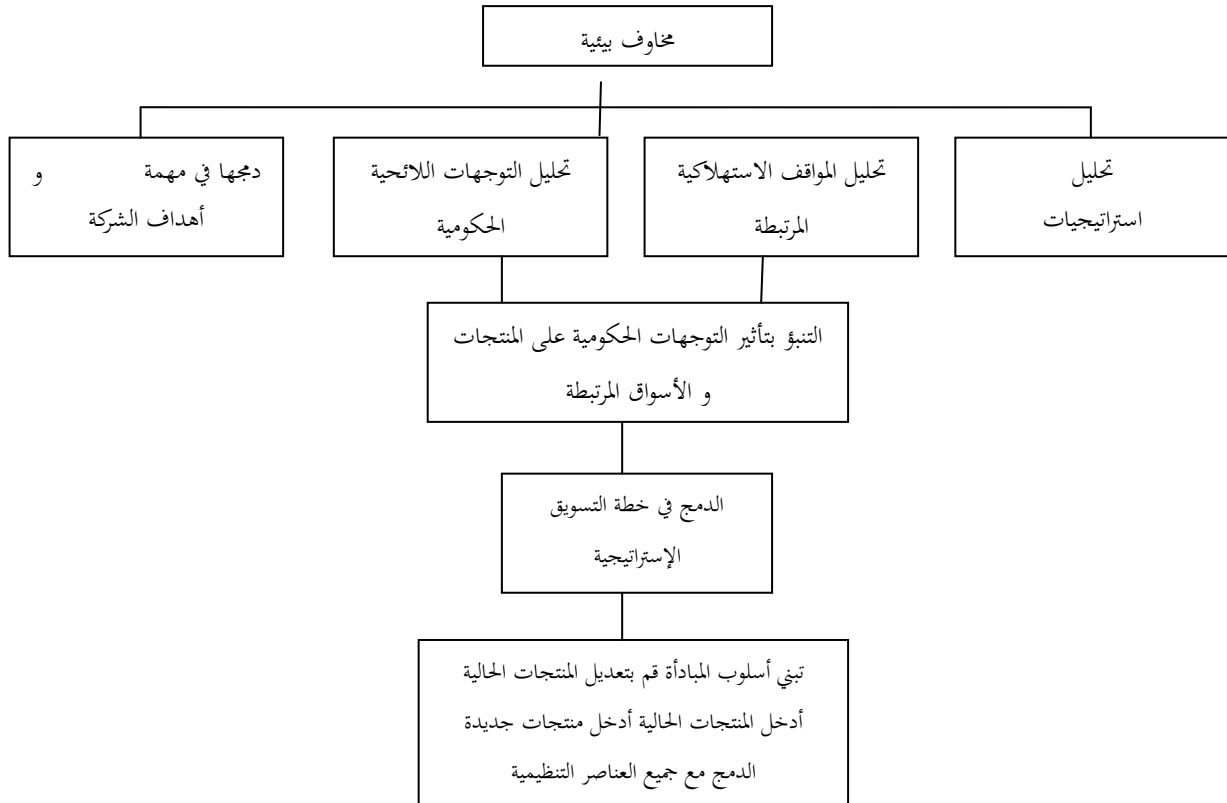 مخاوف بيئية
دمجها في مهمة و
أهداف الشركة
تحليل التوجهات اللائحية
الحكومية
تحليل المواقف الاستهلاكية
المرتبطة
تحليل
استراتيجيات
التنبؤ بتأثير التوجهات الحكومية على المنتجات
و الأسواق المرتبطة
الدمج في خطة التسويق
الإستراتيجية
تبني أسلوب المبادأة قم بتعديل المنتجات الحالية
أدخل المنتجات الحالية أدخل منتجات جديدة
الدمج مع جميع العناصر التنظيمية